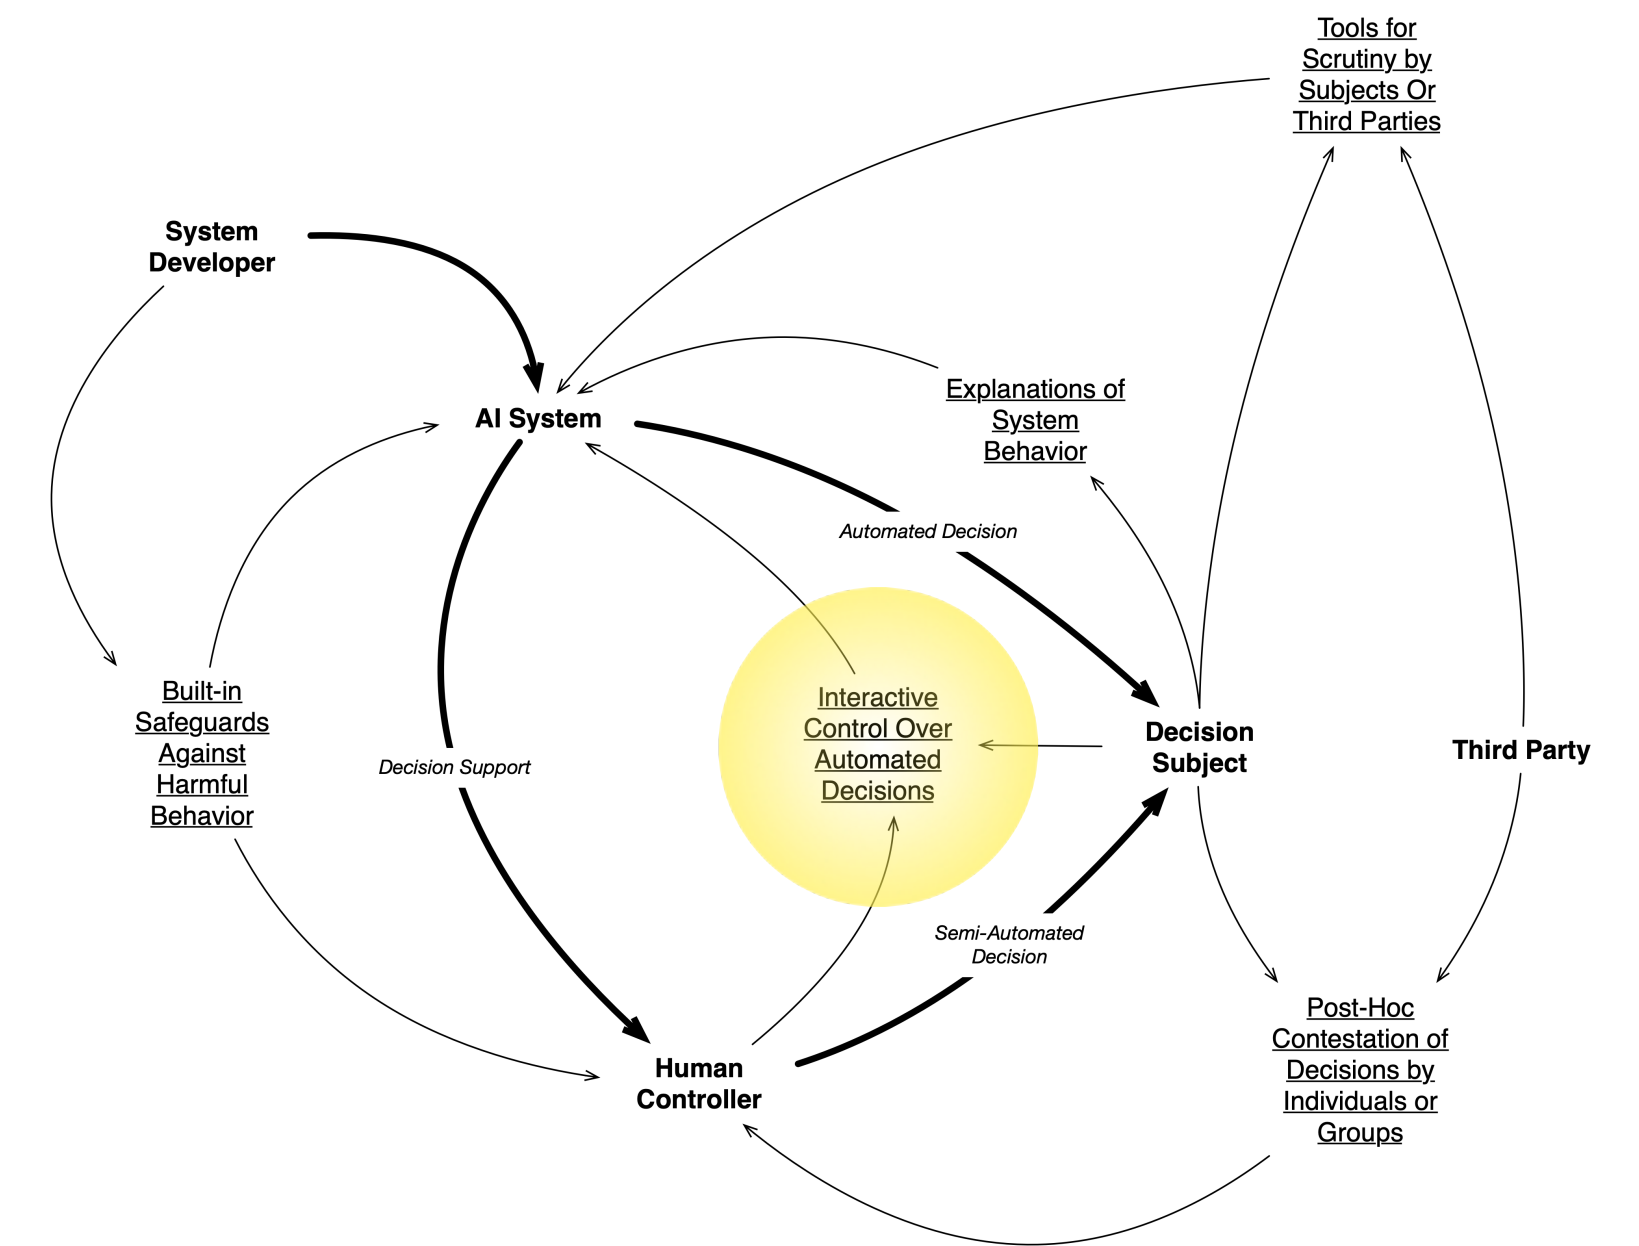 Tools for
Scrutiny by
Subjects Or
Third Parties
System
Developer
AI System
Explanations of
System
Behavior
Automated Decision
Built-in
Safeguards
Against
Harmful
Behavior
Decision Support
Interactive
Control Over
Automated
Decisions
Decision
Subject
Third Party
Semi-Automated
Decision
Human
Controller
Post-Hoc
Contestation of
Decisions by
Individuals or
Groups